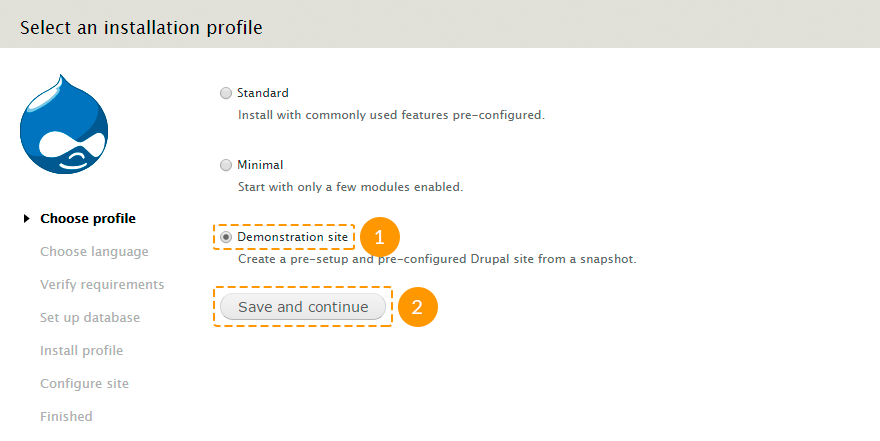 Select an installation profile
Standard
Install with commonly used features pre-configured.
Minimal
Start with only a few modules enabled.
Choose profile
Demonstration site
1
Create a pre-setup and pre-configured Drupal site from a snapshot.
Choose language
Verify requirements
Save and continue
2
Set up database
Install profile
Configure site
Finished